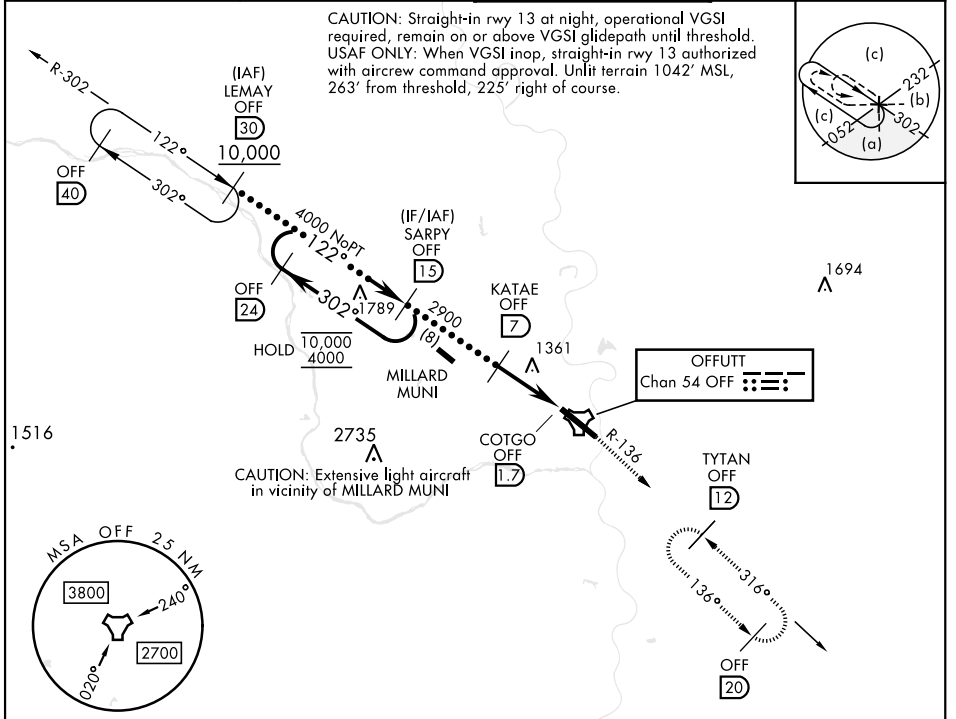 CAUTION: Straight-in rwy 13 at night, operational VGSI
required, remain on or above VGSI glidepath until threshold.
USAF ONLY: When VGSI inop, straight-in rwy 13 authorized
with aircrew command approval. Unlit terrain 1042' MSL,
263' from threshold, 225' right of course.
(c)
232
(b)
(c)
302
052
(a)
R-302
(IAF)
LEMAY
OFF
30
10,000
122°
302°
OFF
40
4000 NoPT
122°
(IF/IAF)
SARPY
OFF
15
1694
OFF
24
302°
1789
2900
(8)
KATAE
OFF
7
HOLD
10,000
4000
1361
MILLARD
MUNI
OFFUTT
Chan 54 OFF
1516
2735
COTGO
OFF
1.7
R-136
CAUTION: Extensive light aircraft
in vicinity of MILLARD MUNI
TYTAN
OFF
12
MSA OFF 25 NM
3800
240°
2700
020°
316°
136°
OFF
20